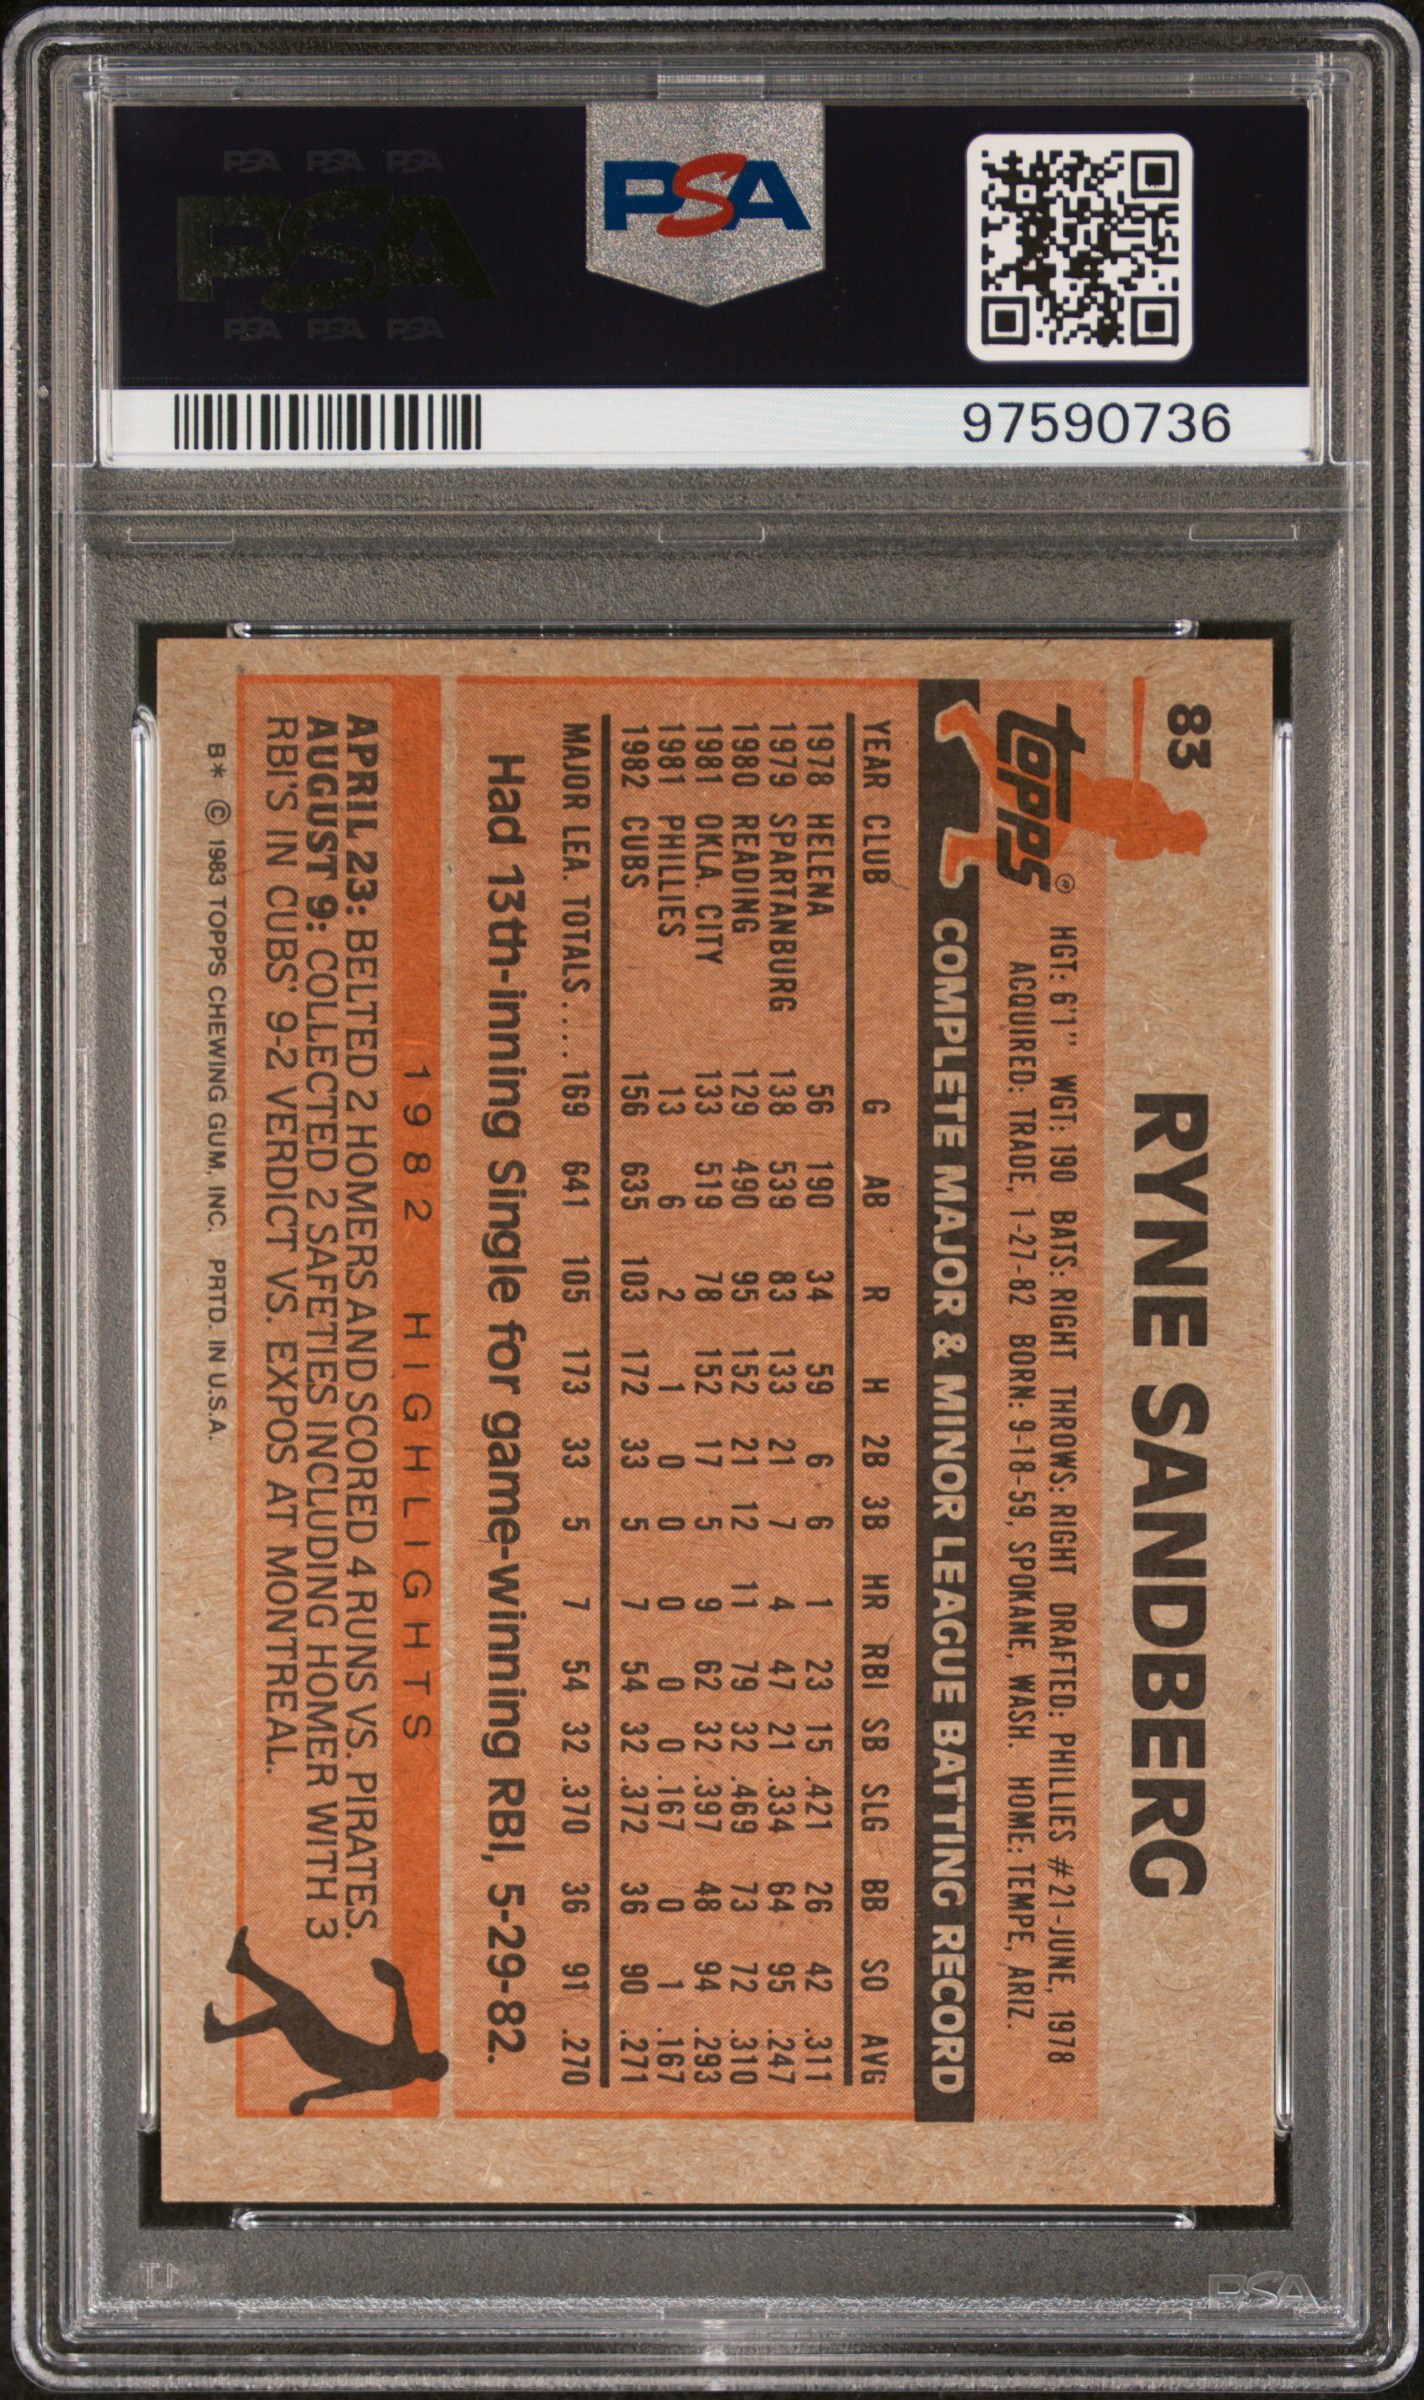 PSA PSA PSA
PSA
PSA PSA PSA
PSA
97590736
83
RYNE SANDBERG
TOPPS®
HGT: 6'1" WGT: 190 BATS: RIGHT THROWS: RIGHT DRAFTED: PHILLIES #21-JUNE, 1978
ACQUIRED: TRADE, 1-27-82 BORN: 9-18-59, SPOKANE, WASH. HOME: TEMPE, ARIZ.
COMPLETE MAJOR & MINOR LEAGUE BATTING RECORD
YEAR CLUB G AB R H 2B 3B HR RBI SB SLG BB SO AVG
1978 HELENA 56 190 34 59 6 6 1 23 15 .421 26 42 .311
1979 SPARTANBURG 138 539 83 133 21 7 4 47 21 .334 64 95 .247
1980 READING 129 490 95 152 21 12 11 79 32 .469 73 72 .310
1981 OKLA. CITY 133 519 78 152 17 5 9 62 32 .397 48 94 .293
1981 PHILLIES 13 6 2 1 0 0 0 0 0 .167 0 1 .167
1982 CUBS 156 635 103 172 33 5 7 54 32 .372 36 90 .271
MAJOR LEA. TOTALS.... 169 641 105 173 33 5 7 54 32 .370 36 91 .270
Had 13th-inning Single for game-winning RBI, 5-29-82.
1982 HIGHLIGHTS
APRIL 23: BELTED 2 HOMERS AND SCORED 4 RUNS VS. PIRATES.
AUGUST 9: COLLECTED 2 SAFETIES INCLUDING HOMER WITH 3
RBI'S IN CUBS' 9-2 VERDICT VS. EXPOS AT MONTREAL.
B* © 1983 TOPPS CHEWING GUM, INC. PRTD. IN U.S.A.
PSA